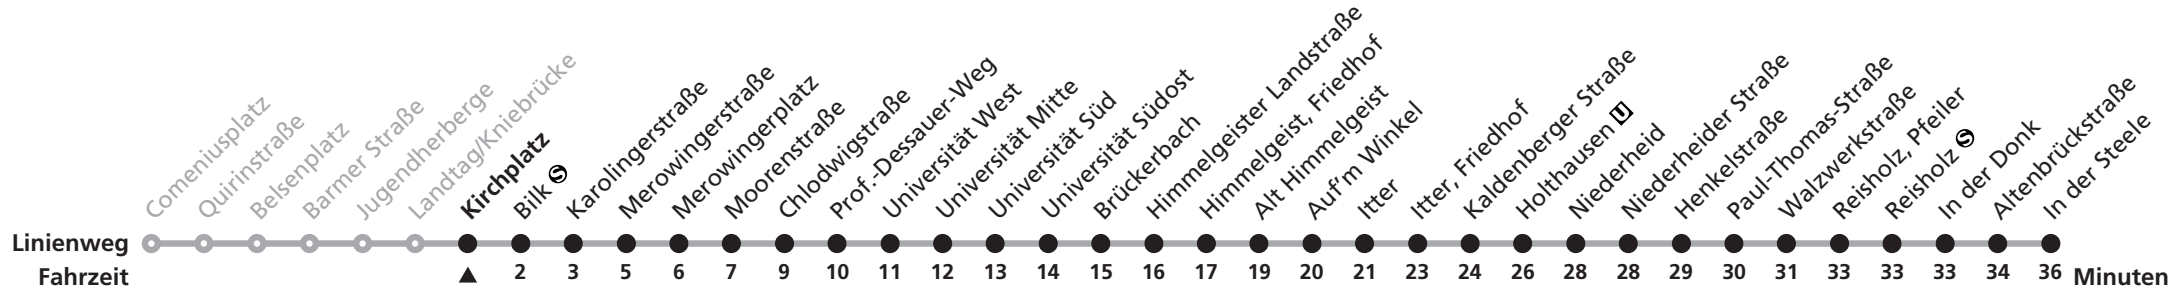 Comeniusplatz
Quirinstraße
Belsenplatz
Barmer Straße
Jugendherberge
Landtag/Kniebrücke
Kirchplatz
Bilk S
Karolingerstraße
Merowingerstraße
Merowingerplatz
Moorenstraße
Chlodwigstraße
Prof.-Dessauer-Weg
Universität West
Universität Mitte
Universität Süd
Universität Südost
Brückerbach
Himmelgeister Landstraße
Himmelgeist, Friedhof
Alt Himmelgeist
Auf'm Winkel
Itter
Itter, Friedhof
Kaldenberger Straße
Holthausen U
Niederheid
Niederheider Straße
Henkelstraße
Paul-Thomas-Straße
Walzwerkstraße
Reisholz, Pfeiler
Reisholz S
In der Donk
Altenbrückstraße
In der Steele
Linienweg
Fahrzeit 2 3 5 6 7 9 10 11 12 13 14 15 16 17 19 20 21 23 24 26 28 28 29 30 31 33 33 33 34 36 Minuten